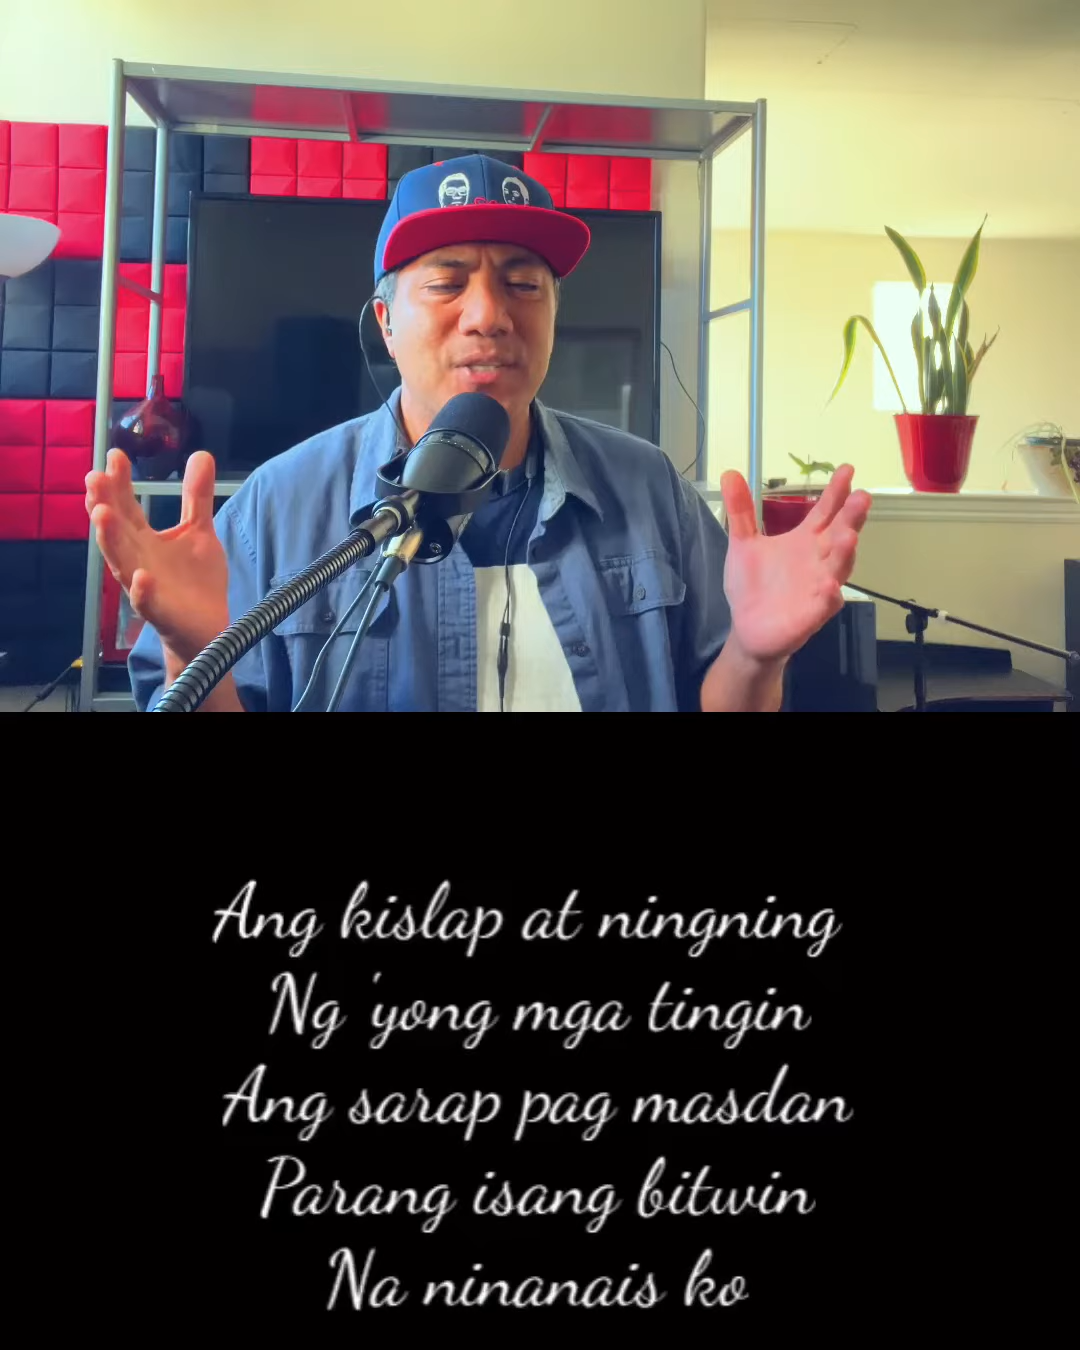 Ang kislap at ningning
Ng 'yong mga tingin
Ang sarap pag masdan
Parang isang bitwin
Na ninanais ko